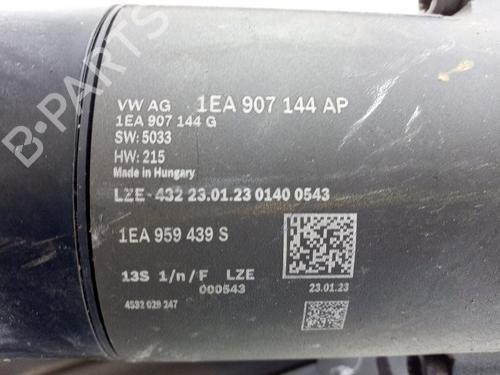 B-PARTS
VW AG 1EA 907 144 AP
1EA 907 144 G
SW: 5033
HW: 215
Made in Hungary
LZE-432 23.01.23 0140 0543
1EA 959 439 S
13S 1/n/F LZE
000543
23.01.23
4532 029 247